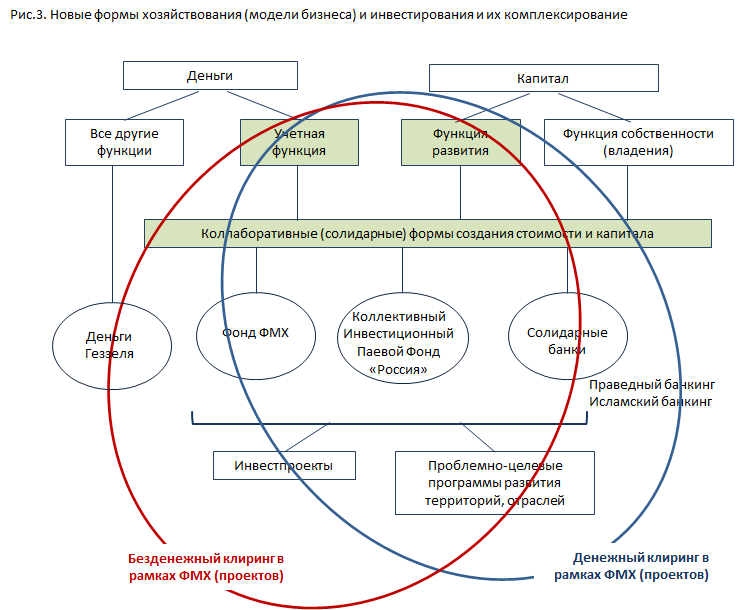 Рис.3. Новые формы хозяйствования (модели бизнеса) и инвестирования и их комплексирование
Деньги
Капитал
Все другие
функции
Учетная
функция
Функция
развития
Функция собственности
(владения)
Коллаборативные (солидарные) формы создания стоимости и капитала
Деньги
Геззеля
Фонд ФМХ
Коллективный
Инвестиционный
Паевой Фонд
«Россия»
Солидарные
банки
Праведный банкинг
Исламский банкинг
Инвестпроекты
Проблемно-целевые
программы развития
территорий, отраслей
Безденежный клиринг в
рамках ФМХ (проектов)
Денежный клиринг в
рамках ФМХ (проектов)